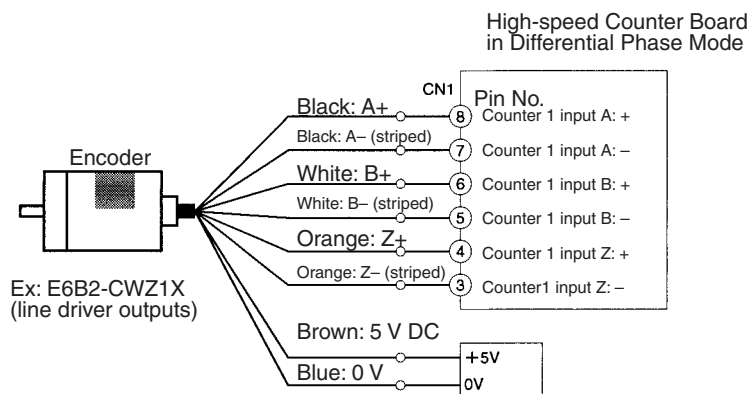 High-speed Counter Board
in Differential Phase Mode
CN1
Pin No.
Black: A+
8 Counter 1 input A: +
Black: A– (striped)
7 Counter 1 input A: –
Encoder
White: B+
6 Counter 1 input B: +
White: B– (striped)
5 Counter 1 input B: –
Orange: Z+
4 Counter 1 input Z: +
Orange: Z– (striped)
3 Counter1 input Z: –
Ex: E6B2-CWZ1X
(line driver outputs)
Brown: 5 V DC
+5V
Blue: 0 V
0V